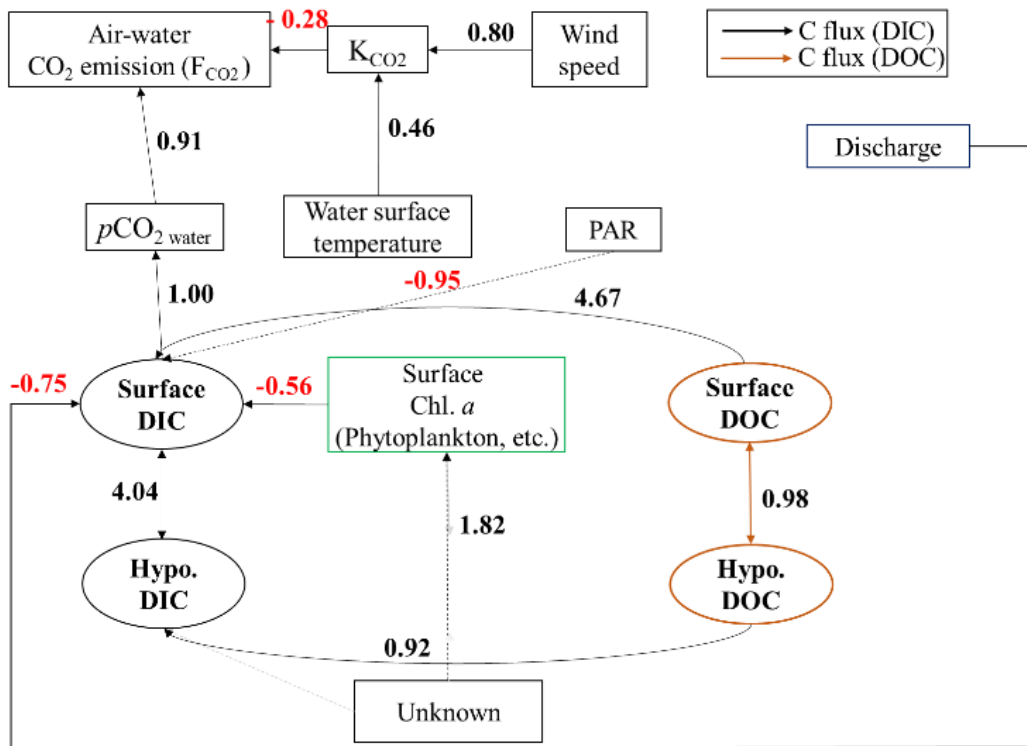 Air-water
CO₂ emission (F_CO2)
- 0.28
K_CO2
0.80
Wind
speed
C flux (DIC)
C flux (DOC)
0.91
0.46
Discharge
pCO₂ water
Water surface
temperature
PAR
1.00
-0.95
4.67
-0.75
Surface
DIC
-0.56
Surface
Chl. a
(Phytoplankton, etc.)
Surface
DOC
4.04
1.82
0.98
Hypo.
DIC
Hypo.
DOC
0.92
Unknown